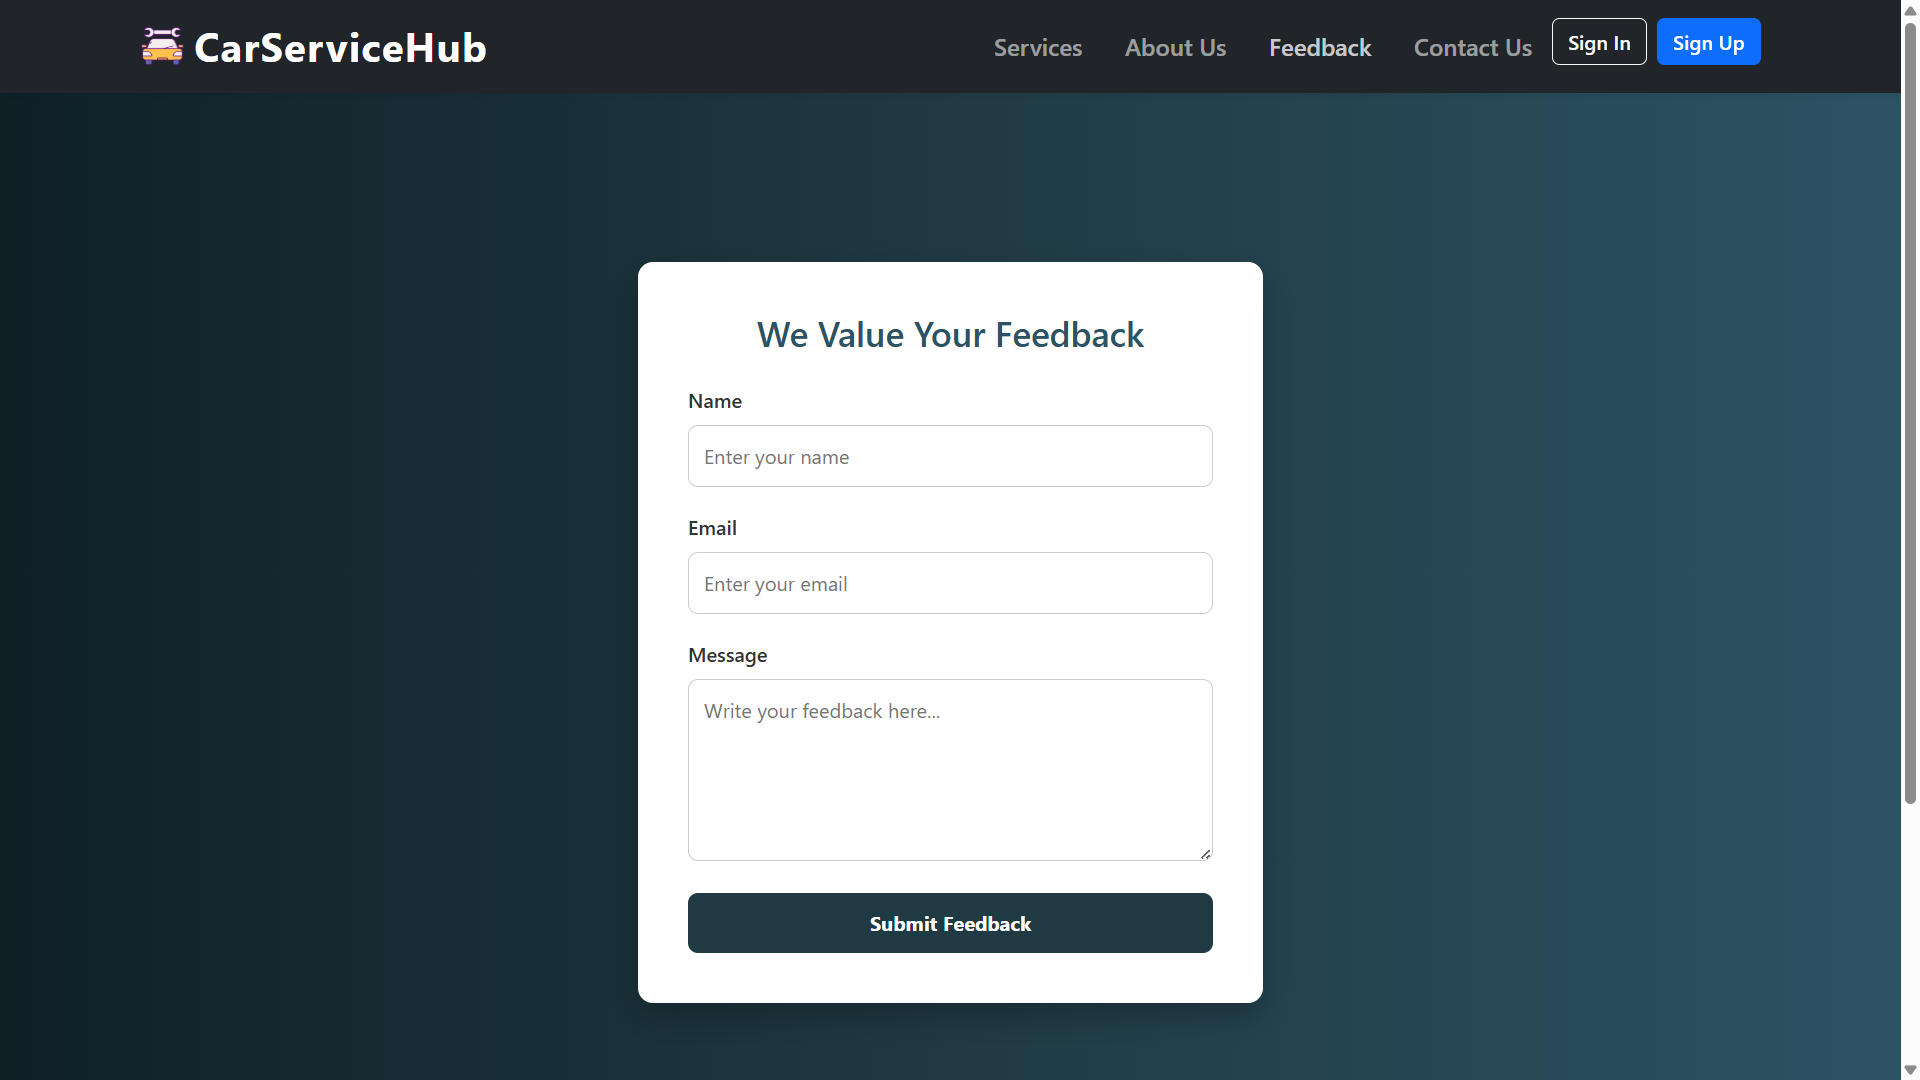 CarServiceHub
Services
About Us
Feedback
Contact Us
Sign In
Sign Up
We Value Your Feedback
Name
Enter your name
Email
Enter your email
Message
Write your feedback here...
Submit Feedback